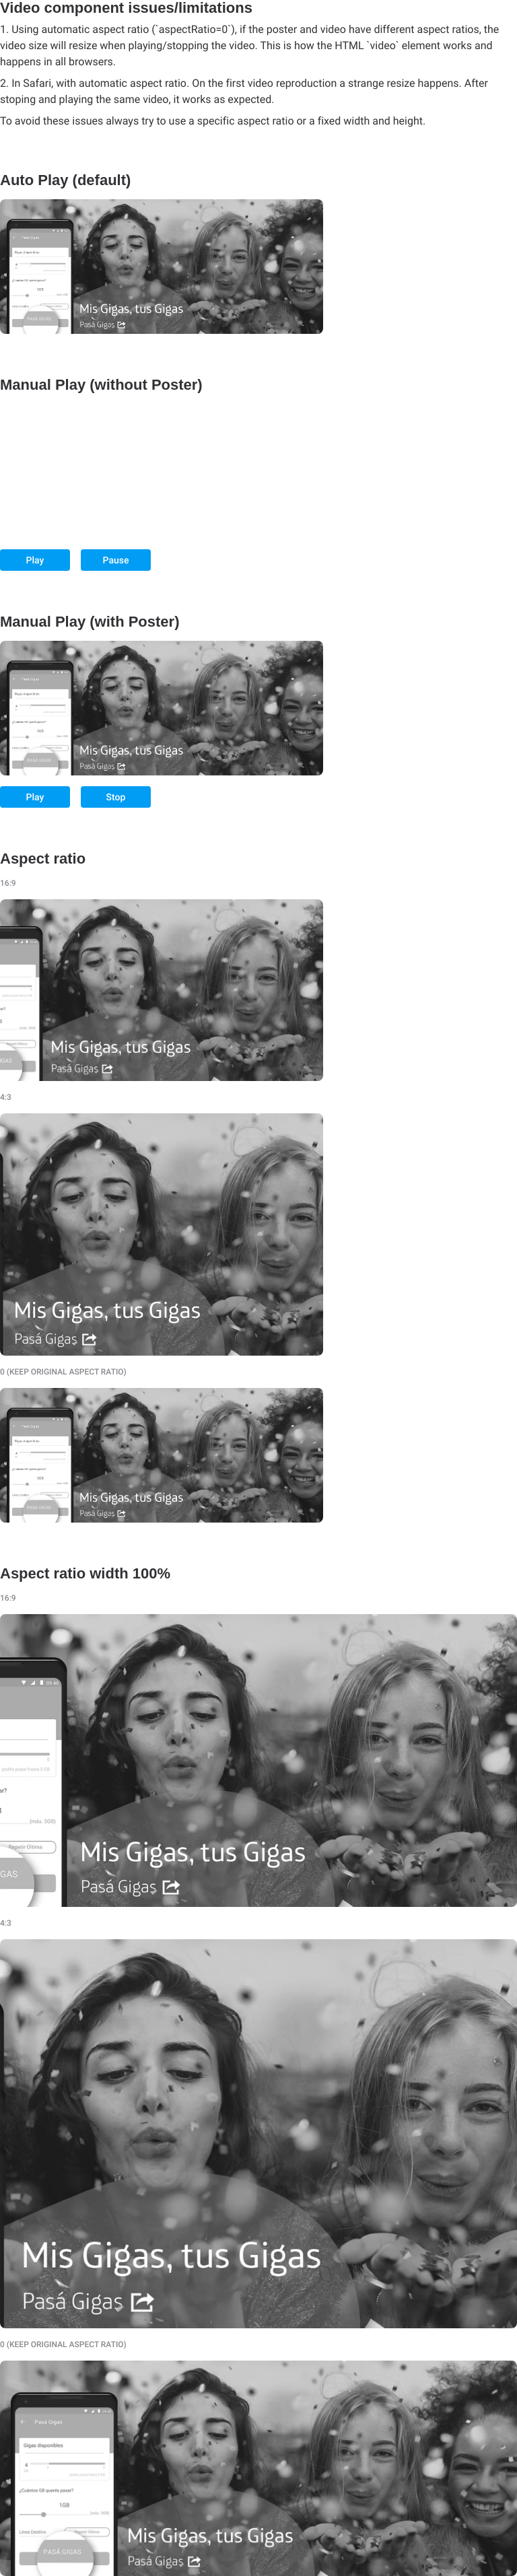 Video component issues/limitations
1. Using automatic aspect ratio (`aspectRatio=0`), if the poster and video have different aspect ratios, the
video size will resize when playing/stopping the video. This is how the HTML `video` element works and
happens in all browsers.
2. In Safari, with automatic aspect ratio. On the first video reproduction a strange resize happens. After
stoping and playing the same video, it works as expected.
To avoid these issues always try to use a specific aspect ratio or a fixed width and height.
Auto Play (default)
Mis Gigas, tus Gigas
Pasá Gigas
Manual Play (without Poster)
Play Pause
Manual Play (with Poster)
Mis Gigas, tus Gigas
Pasá Gigas
Play Stop
Aspect ratio
16:9
Mis Gigas, tus Gigas
Pasá Gigas
4:3
Mis Gigas, tus Gigas
Pasá Gigas
0 (KEEP ORIGINAL ASPECT RATIO)
Mis Gigas, tus Gigas
Pasá Gigas
Aspect ratio width 100%
16:9
ar?
(máx. 3GB)
Repetir Última
GAS
Mis Gigas, tus Gigas
Pasá Gigas
4:3
Mis Gigas, tus Gigas
Pasá Gigas
0 (KEEP ORIGINAL ASPECT RATIO)
Pasá Gigas
Gigas disponibles
¿Cuántos GB querés pasar?
1GB
Línea Destino
PASÁ GIGAS
Mis Gigas, tus Gigas
Pasá Gigas